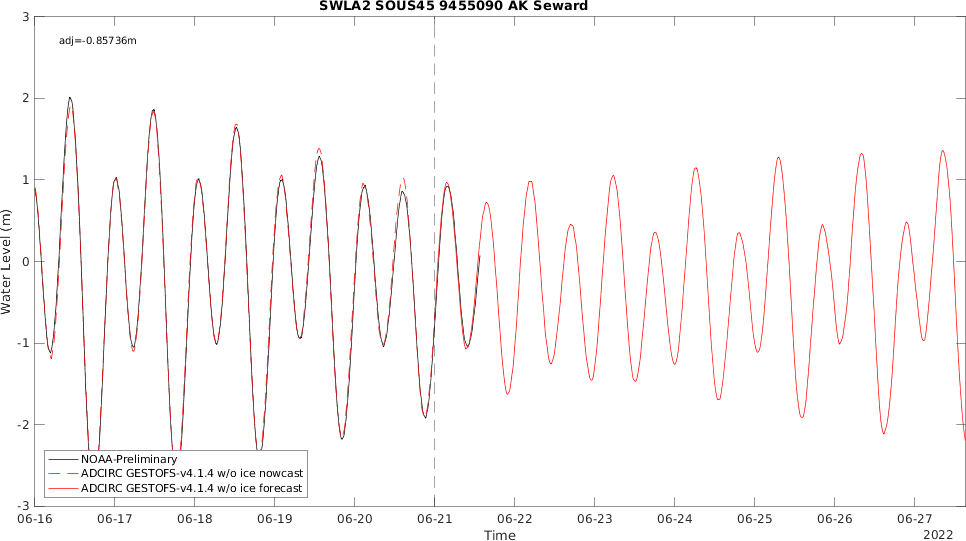 SWLA2 SOUS45 9455090 AK Seward
adj=-0.85736m
3
2
1
0
-1
-2
-3
Water Level (m)
NOAA-Preliminary
ADCIRC GESTOFS-v4.1.4 w/o ice nowcast
ADCIRC GESTOFS-v4.1.4 w/o ice forecast
06-16 06-17 06-18 06-19 06-20 06-21 06-22 06-23 06-24 06-25 06-26 06-27
Time
2022